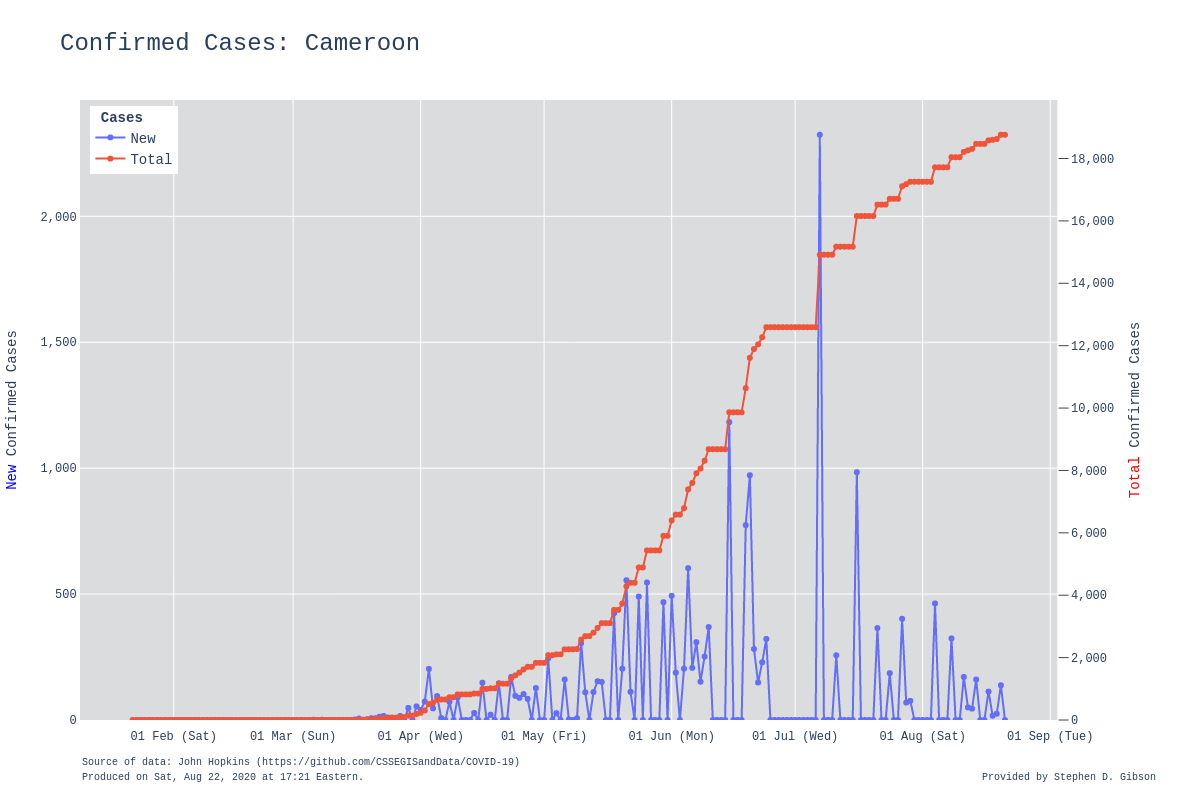 Confirmed Cases: Cameroon
Cases
New
Total
2,000
1,500
1,000
500
0
18,000
16,000
14,000
12,000
10,000
8,000
6,000
4,000
2,000
0
New Confirmed Cases
Total Confirmed Cases
01 Feb (Sat)
01 Mar (Sun)
01 Apr (Wed)
01 May (Fri)
01 Jun (Mon)
01 Jul (Wed)
01 Aug (Sat)
01 Sep (Tue)
Source of data: John Hopkins (https://github.com/CSSEGISandData/COVID-19)
Produced on Sat, Aug 22, 2020 at 17:21 Eastern.
Provided by Stephen D. Gibson